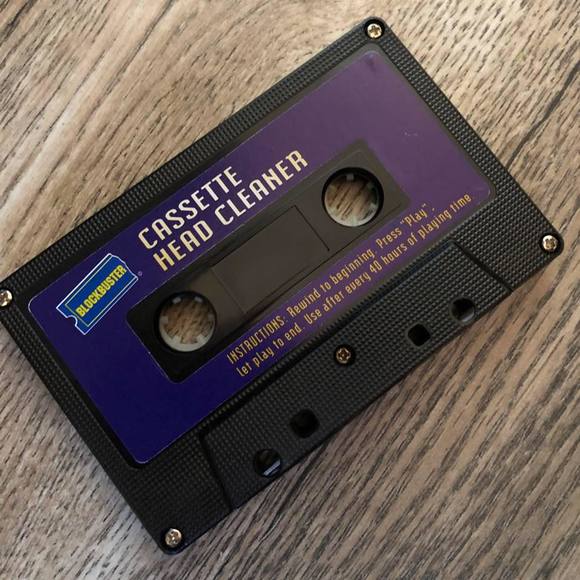 CASSETTE
HEAD CLEANER
BLOCKBUSTER
INSTRUCTIONS: Rewind to beginning. Press "Play",
let play to end. Use after every 40 hours of playing time